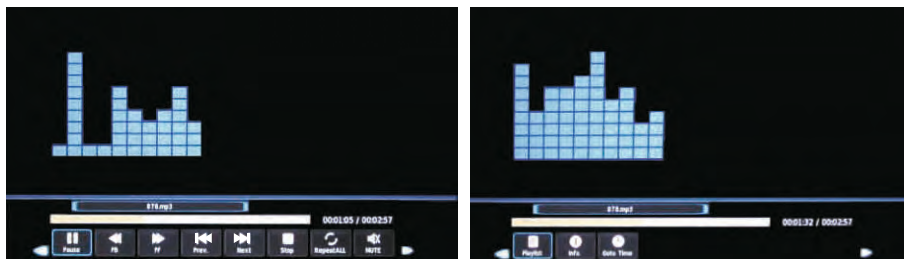 878.mp3
00:01:05 / 00:02:57
Pause FB FF Prev. Next Stop RepeatALL MUTE
878.mp3
00:01:32 / 00:02:57
Playlist Info. Goto Time